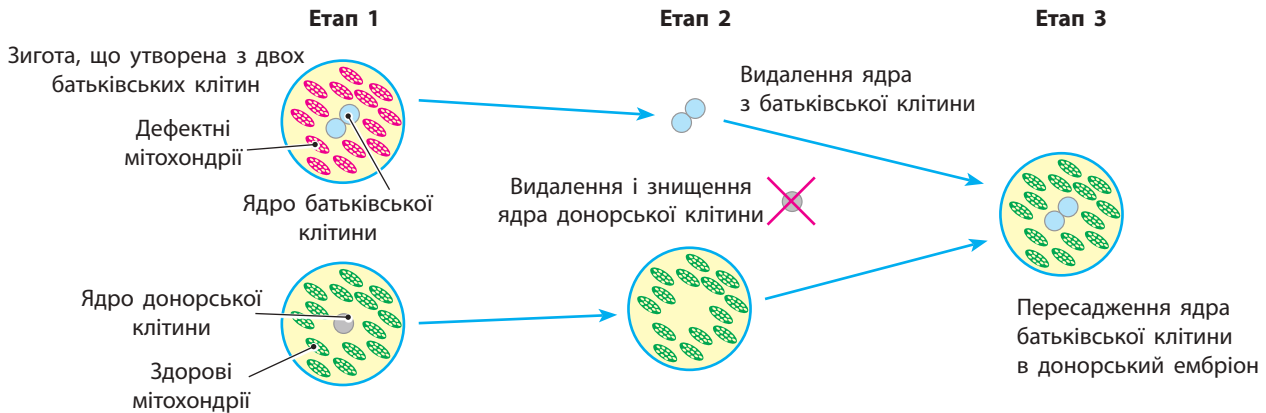 Етап 1
Етап 2
Етап 3
Зигота, що утворена з двох
батьківських клітин
Дефектні
мітохондрії
Ядро батьківської
клітини
Видалення ядра
з батьківської клітини
Видалення і знищення
ядра донорської клітини
Ядро донорської
клітини
Здорові
мітохондрії
Пересадження ядра
батьківської клітини
в донорський ембріон